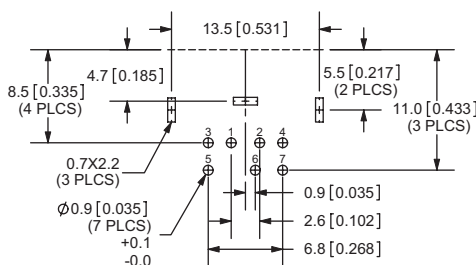 13.5 [0.531]
4.7 [0.185]
5.5 [0.217]
(2 PLCS)
8.5 [0.335]
(4 PLCS)
11.0 [0.433]
(3 PLCS)
3 1 2 4
0.7X2.2
(3 PLCS)
5 6 7
Ø0.9 [0.035]
(7 PLCS)
+0.1
-0.0
0.9 [0.035]
2.6 [0.102]
6.8 [0.268]